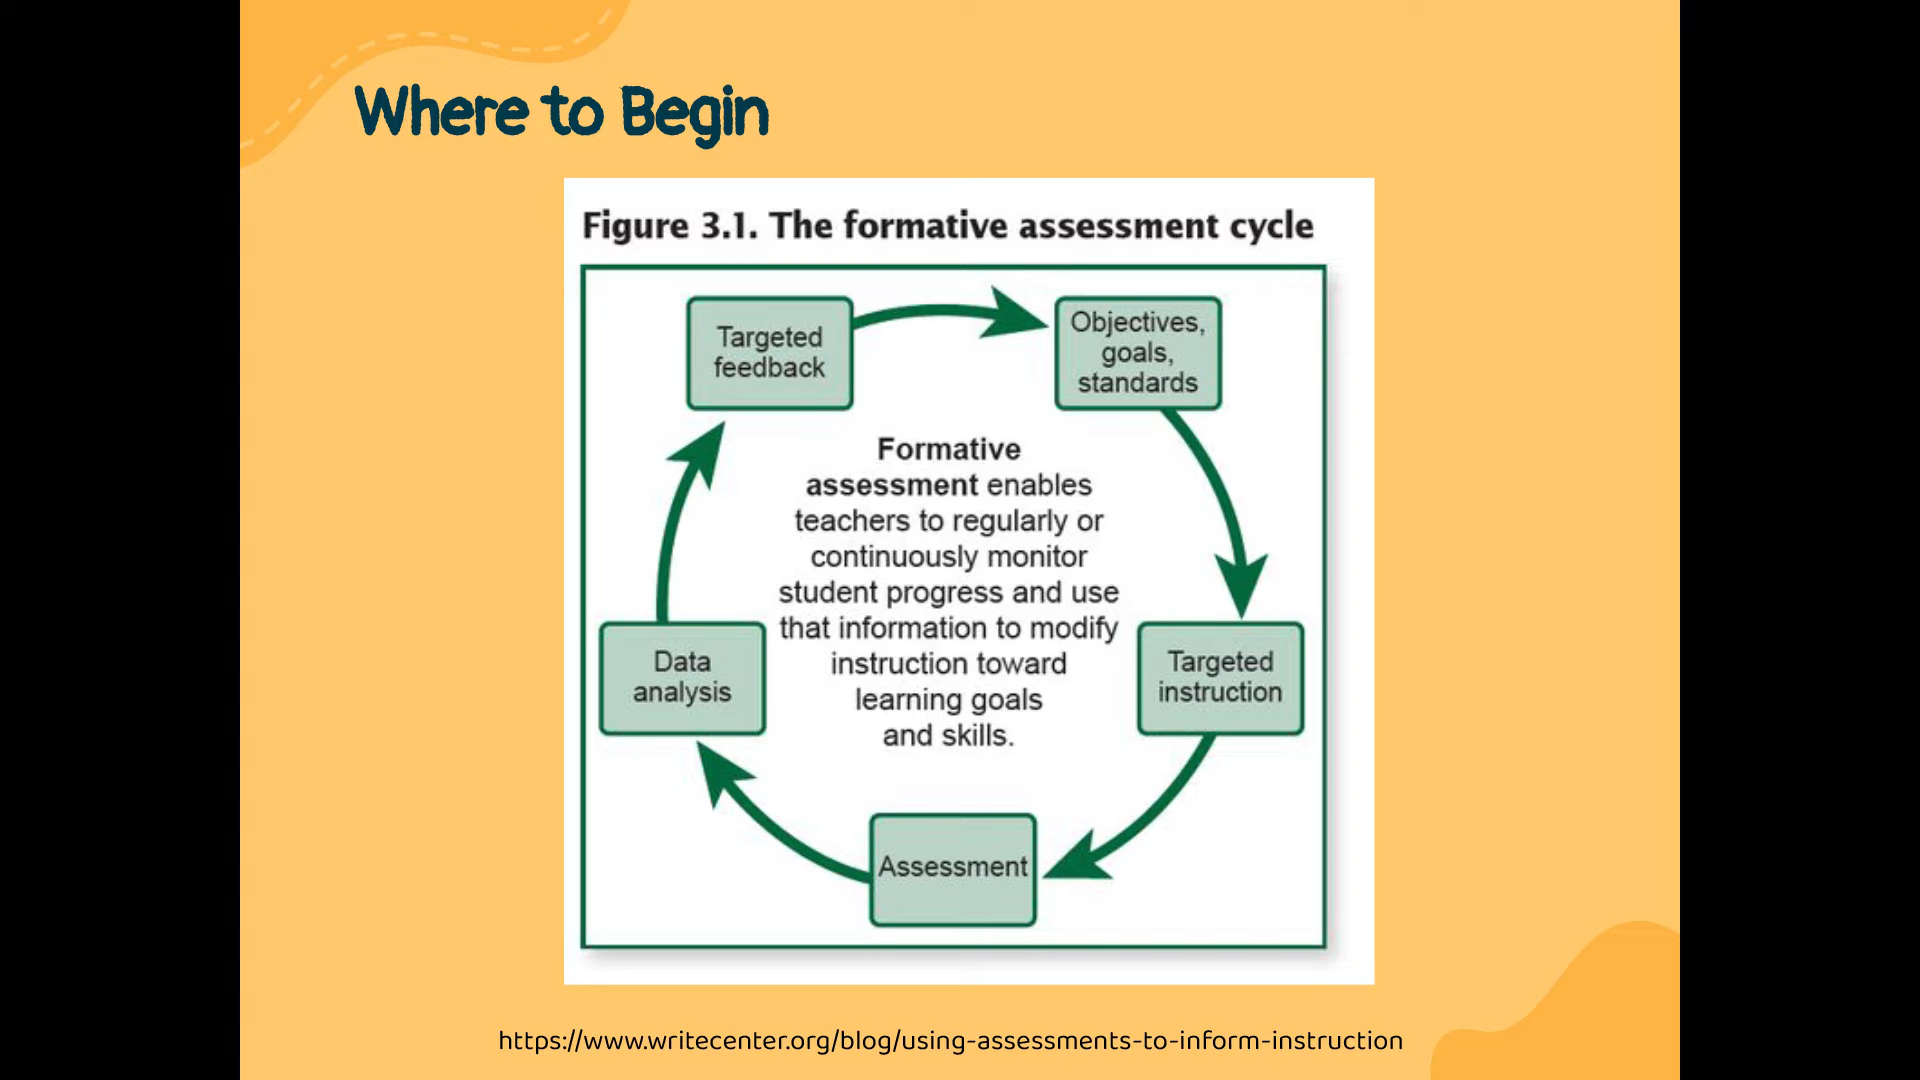 Where to Begin
Figure 3.1. The formative assessment cycle
Targeted
feedback
Objectives,
goals,
standards
Formative
assessment enables
teachers to regularly or
continuously monitor
student progress and use
that information to modify
instruction toward
learning goals
and skills.
Data
analysis
Targeted
instruction
Assessment
https://www.writecenter.org/blog/using-assessments-to-inform-instruction